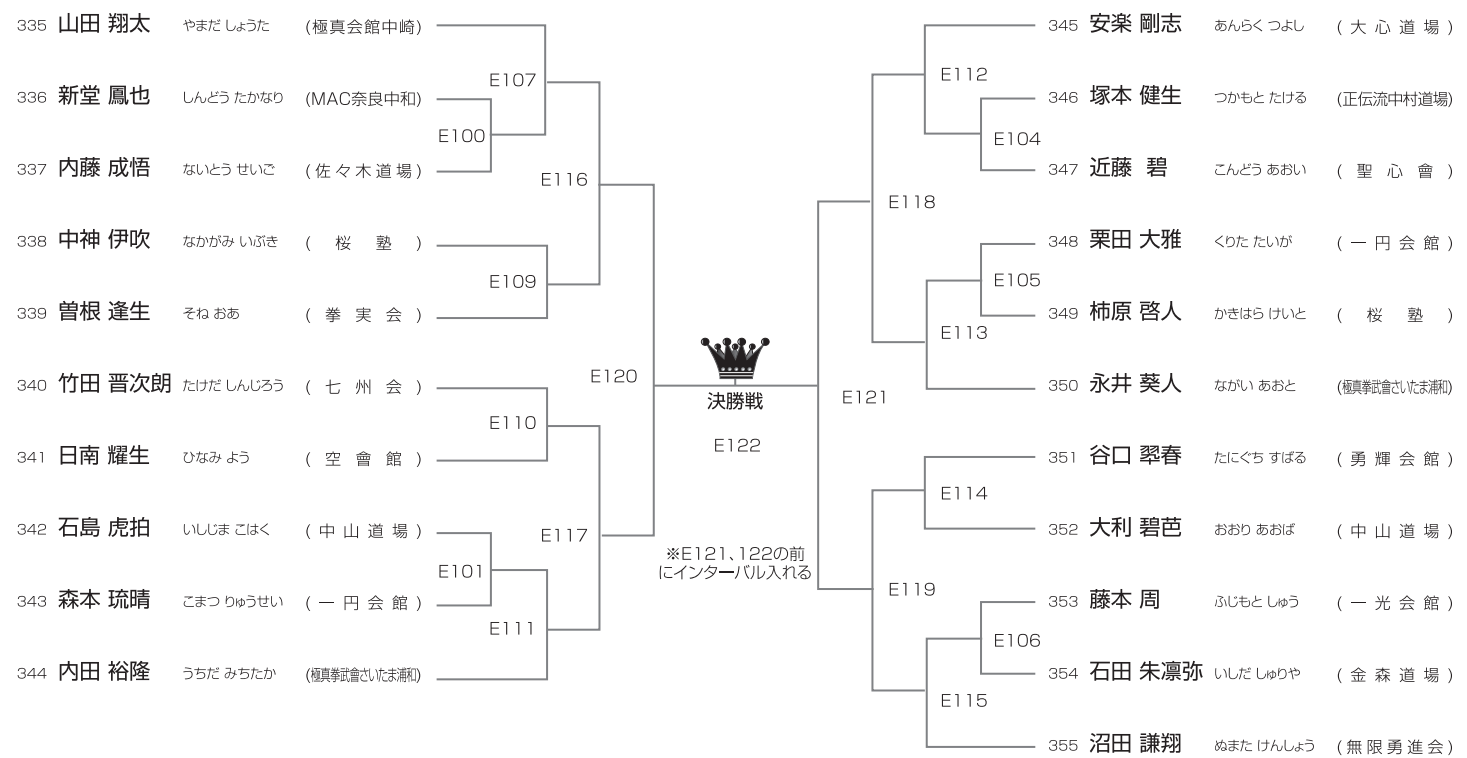 335 山田 翔太 やまだ しょうた (極真会館中崎)
336 新堂 鳳也 しんどう たかなり (MAC奈良中和)
337 内藤 成悟 ないとう せいご (佐々木道場)
338 中神 伊吹 なかがみ いぶき (桜塾)
339 曽根 逢生 そね おあ (拳実会)
340 竹田 晋次朗 たけだ しんじろう (七州会)
341 日南 耀生 ひなみ よう (空會館)
342 石島 虎拍 いしじま こはく (中山道場)
343 森本 琉晴 こまつ りゅうせい (一円会館)
344 内田 裕隆 うちだ みちたか (極真拳武會さいたま浦和)
E107
E100
E116
E109
E120
E110
E117
E101
E111
決勝戦
E122
※E121、122の前
にインターバル入れる
E112
E104
E118
E105
E113
E121
E114
E119
E106
E115
345 安楽 剛志 あんらく つよし (大心道場)
346 塚本 健生 つかもと たける (正伝流中村道場)
347 近藤 碧 こんどう あおい (聖心會)
348 栗田 大雅 くりた たいが (一円会館)
349 柿原 啓人 かきはら けいと (桜塾)
350 永井 葵人 ながい あおと (極真拳武會さいたま浦和)
351 谷口 翆春 たにぐち すばる (勇輝会館)
352 大利 碧芭 おおり あおば (中山道場)
353 藤本 周 ふじもと しゅう (一光会館)
354 石田 朱凛弥 いしだ しゅりや (金森道場)
355 沼田 謙翔 ぬまた けんしょう (無限勇進会)